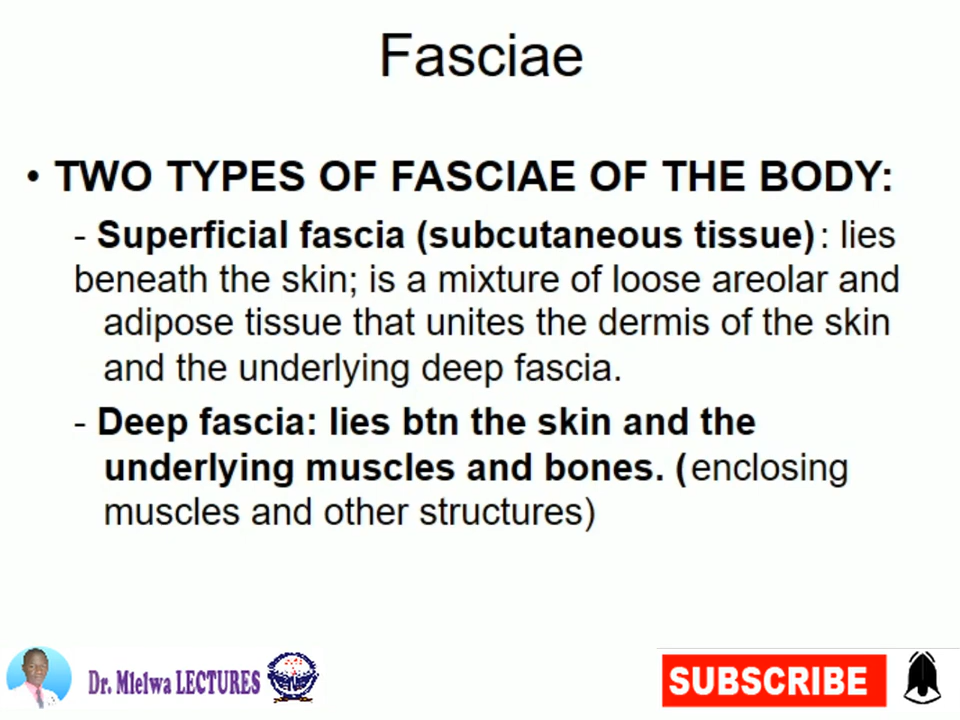 Fasciae
• TWO TYPES OF FASCIAE OF THE BODY:
- Superficial fascia (subcutaneous tissue) : lies
beneath the skin; is a mixture of loose areolar and
adipose tissue that unites the dermis of the skin
and the underlying deep fascia.
- Deep fascia: lies btn the skin and the
underlying muscles and bones. (enclosing
muscles and other structures)
Dr. Mlelwa LECTURES
SUBSCRIBE